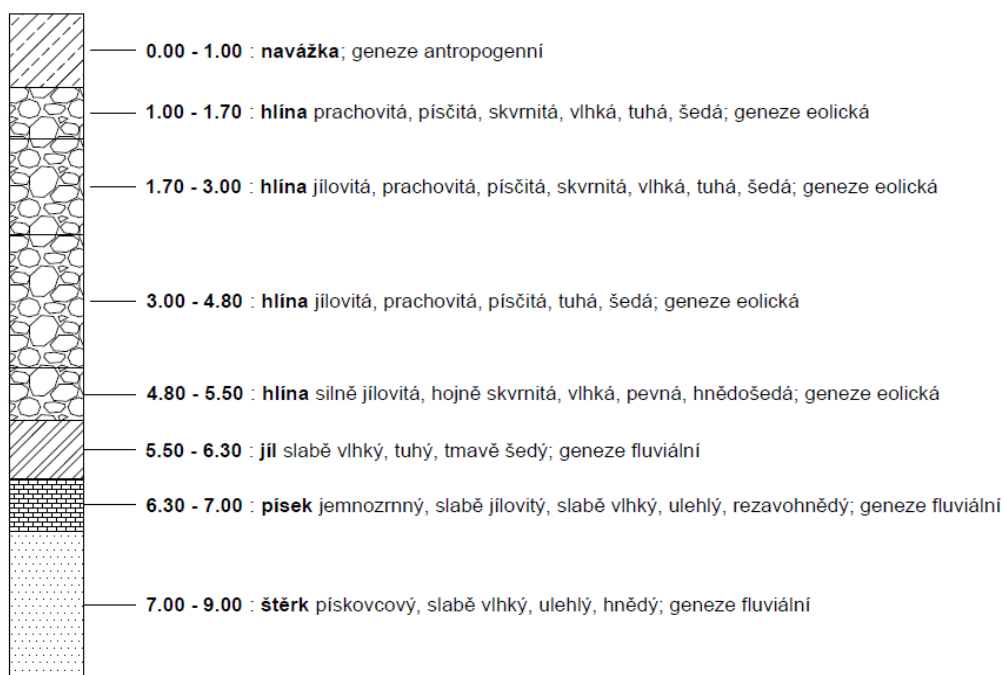 0.00 - 1.00 : navážka; geneze antropogenní
1.00 - 1.70 : hlína prachovitá, písčitá, skvrnitá, vlhká, tuhá, šedá; geneze eolická
1.70 - 3.00 : hlína jílovitá, prachovitá, písčitá, skvrnitá, vlhká, tuhá, šedá; geneze eolická
3.00 - 4.80 : hlína jílovitá, prachovitá, písčitá, tuhá, šedá; geneze eolická
4.80 - 5.50 : hlína silně jílovitá, hojně skvrnitá, vlhká, pevná, hnědošedá; geneze eolická
5.50 - 6.30 : jíl slabě vlhký, tuhý, tmavě šedý; geneze fluviální
6.30 - 7.00 : písek jemnozrnný, slabě jílovitý, slabě vlhký, ulehlý, rezavohnědý; geneze fluviální
7.00 - 9.00 : štěrk pískovcový, slabě vlhký, ulehlý, hnědý; geneze fluviální